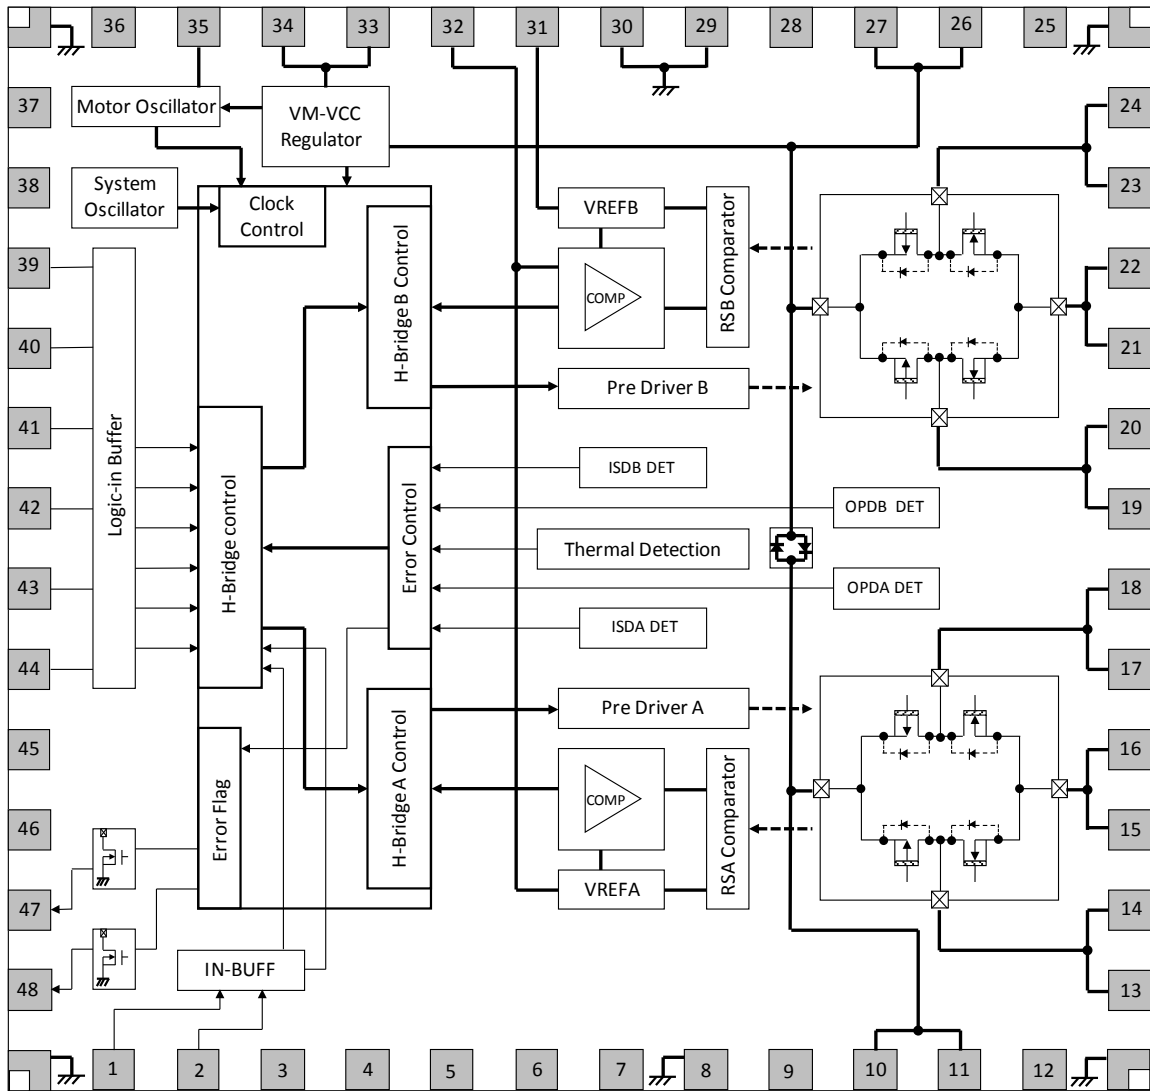 36
35
34
33
32
31
30
29
28
27
26
25
37
Motor Oscillator
VM-VCC
Regulator
24
38
System
Oscillator
Clock
Control
VREFB
23
39
H-Bridge B Control
COMP
RSB Comparator
22
40
21
41
Pre Driver B
20
Logic-in Buffer
H-Bridge control
Error Control
ISDB DET
42
OPDB DET
19
Thermal Detection
43
OPDA DET
18
ISDA DET
44
17
Pre Driver A
45
H-Bridge A Control
COMP
RSA Comparator
16
46
Error Flag
15
47
VREFA
14
48
IN-BUFF
13
1
2
3
4
5
6
7
8
9
10
11
12